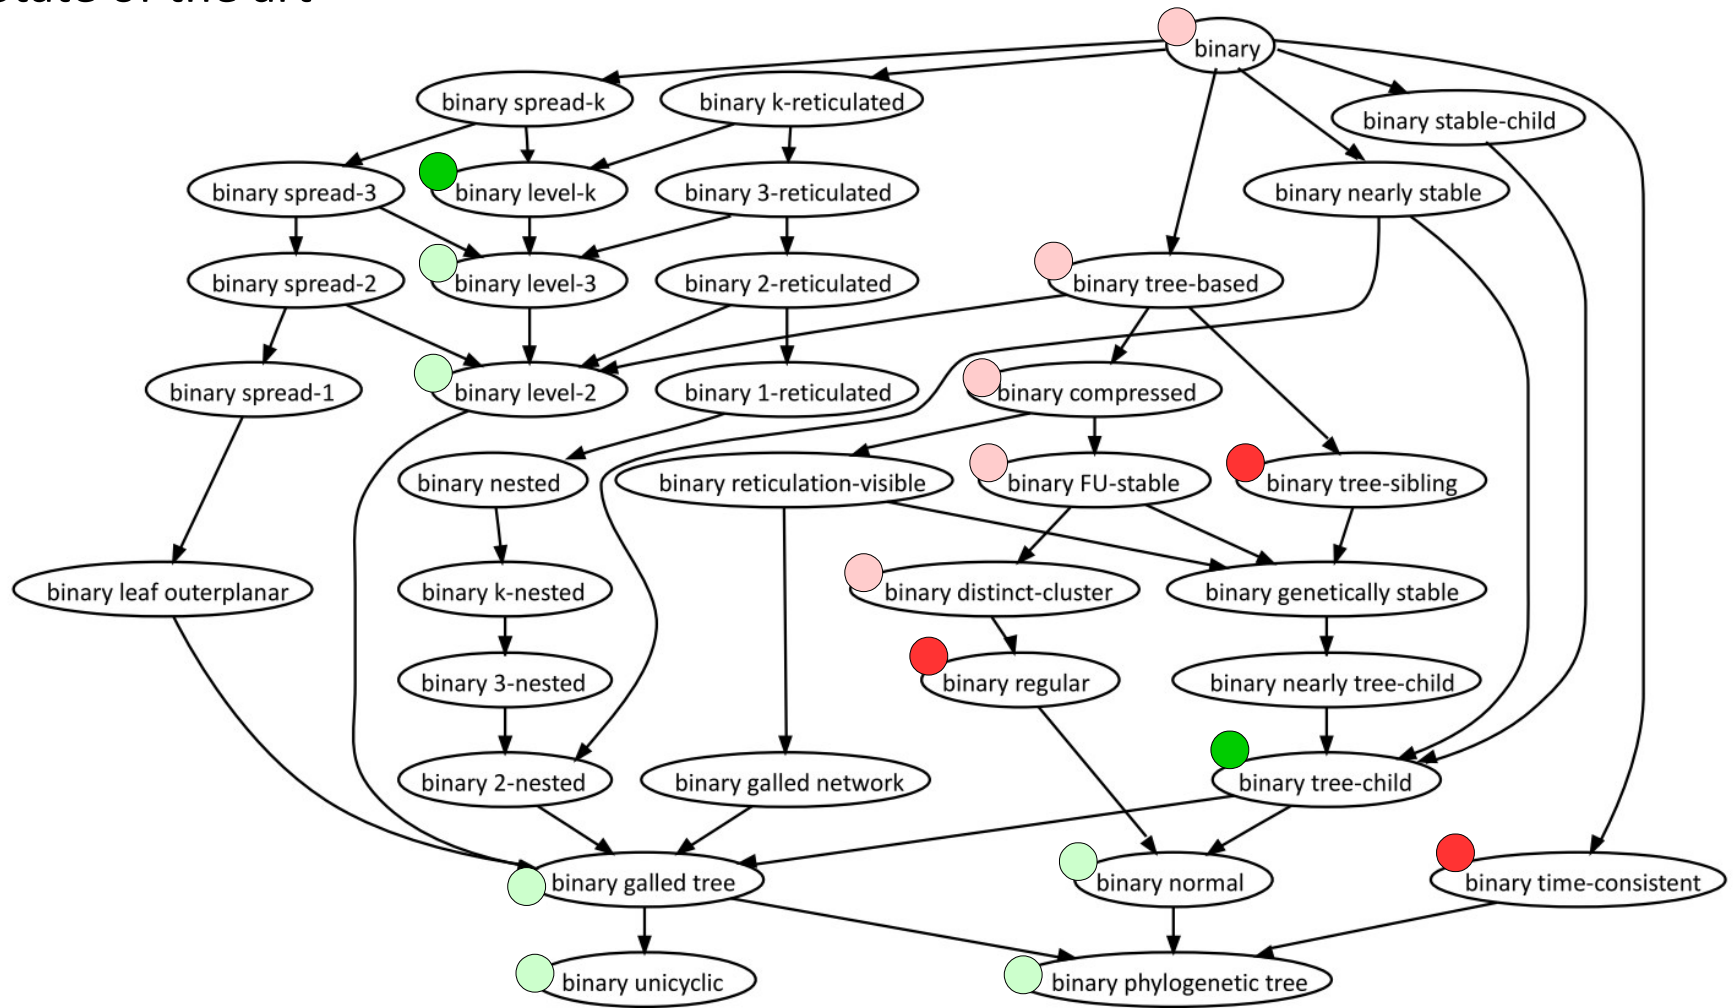 state of the art
binary
binary spread-k
binary k-reticulated
binary stable-child
binary spread-3
binary level-k
binary 3-reticulated
binary nearly stable
binary spread-2
binary level-3
binary 2-reticulated
binary tree-based
binary spread-1
binary level-2
binary 1-reticulated
binary compressed
binary nested
binary reticulation-visible
binary FU-stable
binary tree-sibling
binary leaf outerplanar
binary k-nested
binary distinct-cluster
binary genetically stable
binary 3-nested
binary regular
binary nearly tree-child
binary 2-nested
binary galled network
binary tree-child
binary galled tree
binary normal
binary time-consistent
binary unicyclic
binary phylogenetic tree